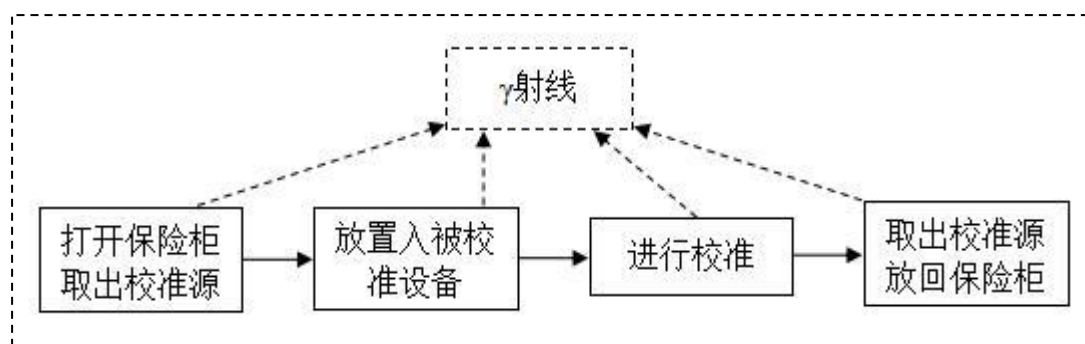 γ射线
打开保险柜
取出校准源
放置入被校
准设备
进行校准
取出校准源
放回保险柜